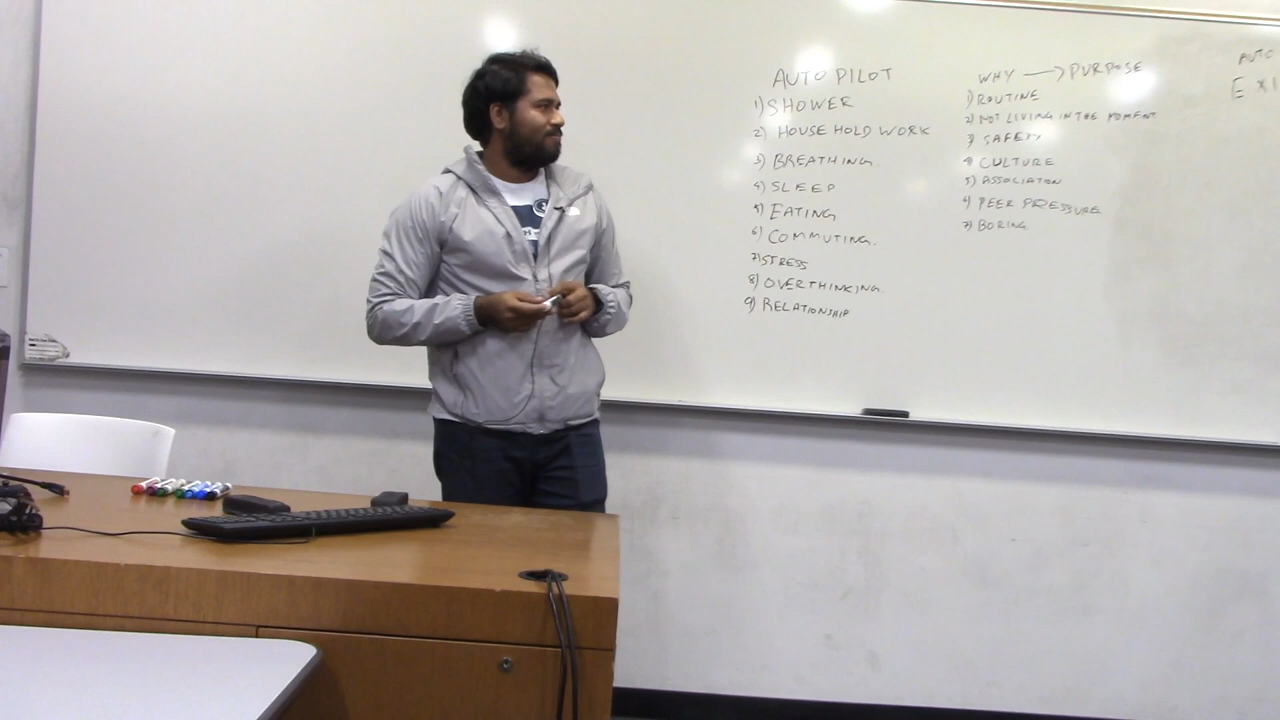 AUTO PILOT
1) SHOWER
2) HOUSE HOLD WORK
3) BREATHING.
4) SLEEP
5) EATING
6) COMMUTING.
7) STRESS
8) OVERTHINKING.
9) RELATIONSHIP
WHY → PURPOSE
1) ROUTINE
2) NOT LIVING IN THE MOMENT
3) SAFETY
4) CULTURE
5) ASSOCIATON
6) PEER PRESSURE
7) BORING
AUTO